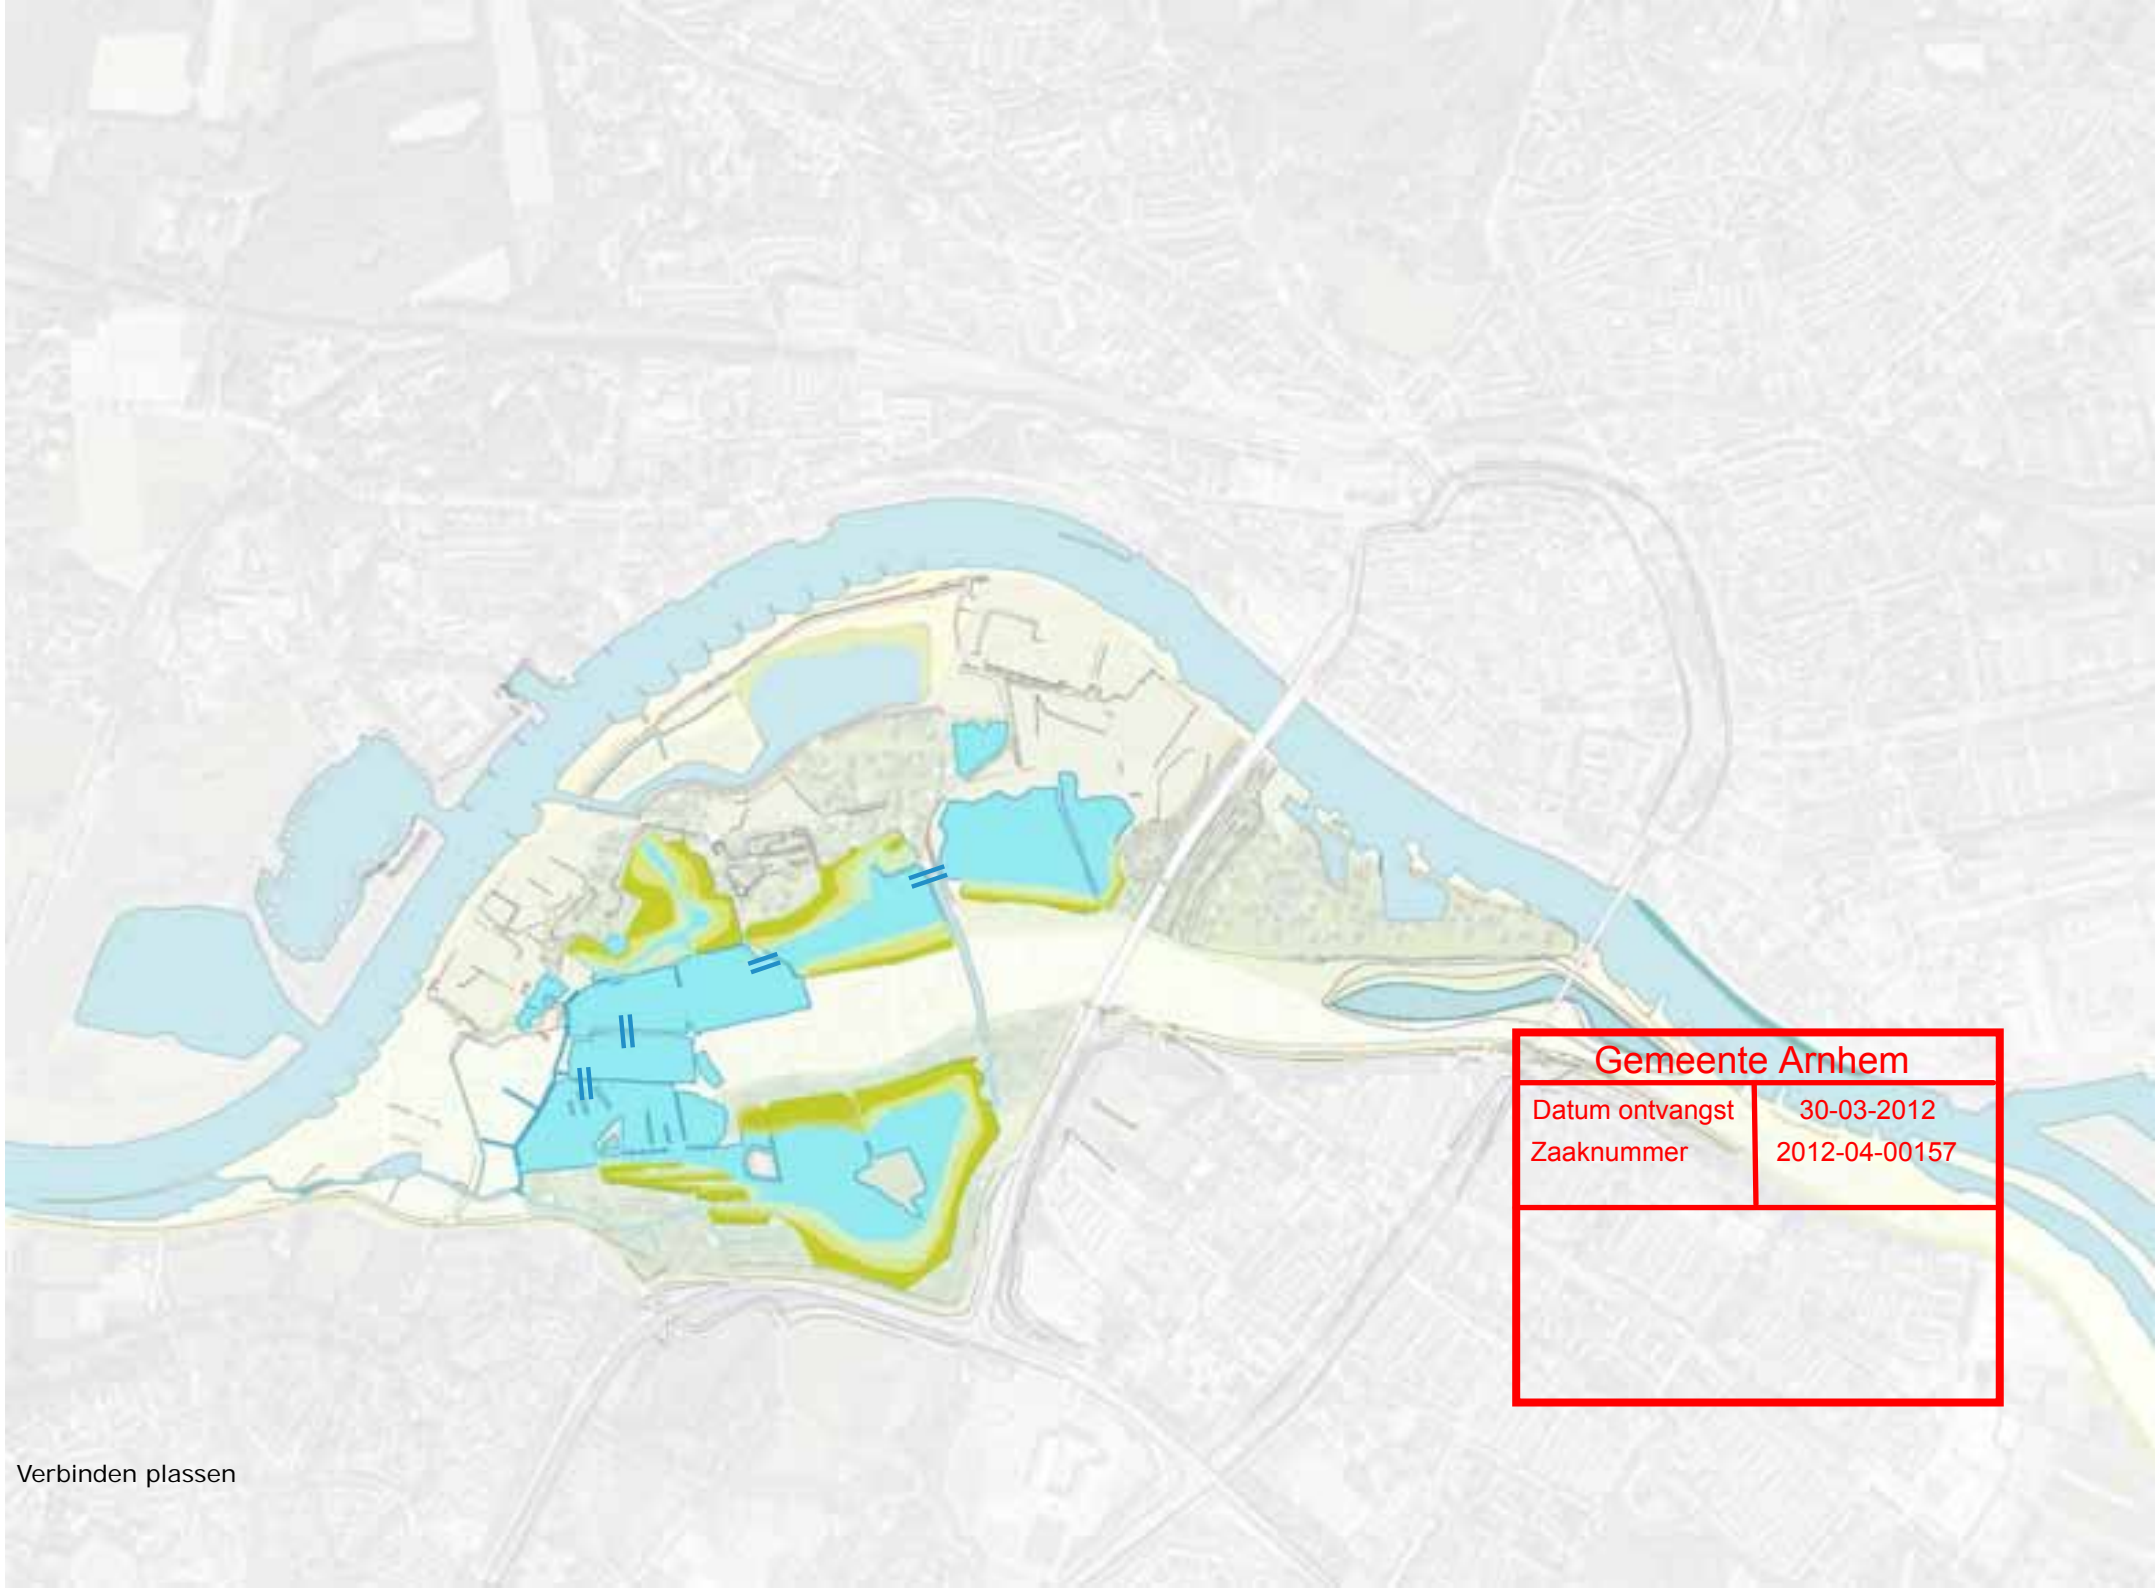 Gemeente Arnhem
Datum ontvangst 30-03-2012
Zaaknummer 2012-04-00157
Verbinden plassen